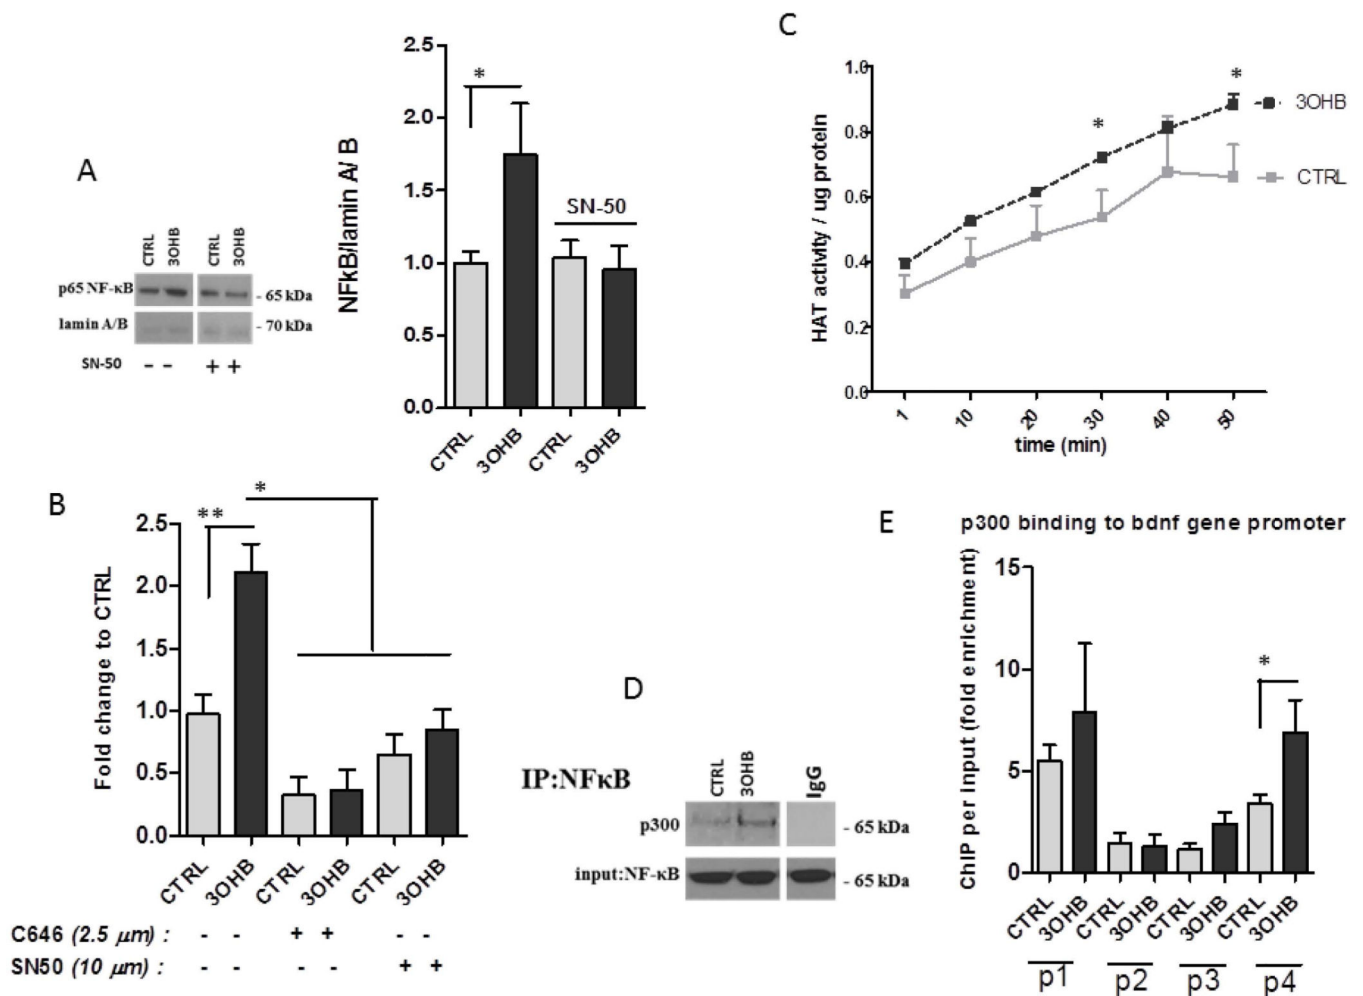 A
CTRL 3OHB CTRL 3OHB
p65 NF-κB - 65 kDa
lamin A/B - 70 kDa
SN-50 - - + +
NFkB/lamin A/ B
2.5
2.0
1.5
1.0
0.5
0.0
*
SN-50
CTRL 3OHB CTRL 3OHB
C
HAT activity / ug protein
1.0
0.8
0.6
0.4
0.2
0.0
* *
3OHB
CTRL
1 10 20 30 40 50
time (min)
B
Fold change to CTRL
2.5
2.0
1.5
1.0
0.5
0.0
** *
CTRL 3OHB CTRL 3OHB CTRL 3OHB
C646 (2.5 μm) : - - + + - -
SN50 (10 μm) : - - - - + +
D
IP:NFκB
CTRL 3OHB IgG
p300 - 65 kDa
input:NF-κB - 65 kDa
E
p300 binding to bdnf gene promoter
ChIP per input (fold enrichment)
15
10
5
0
*
CTRL 3OHB CTRL 3OHB CTRL 3OHB CTRL 3OHB
p1 p2 p3 p4